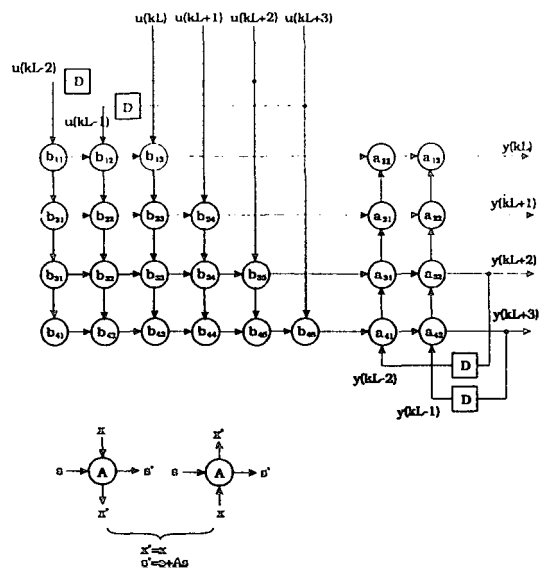 u(kL) u(kL+1) u(kL+2) u(kL+3)
u(kL-2) D
u(kL-1) D
b₁₁ b₁₂ b₁₃ a₁₂ y(kL)
b₂₁ b₂₂ b₂₃ b₂₄ a₂₁ a₂₂ y(kL+1)
b₃₁ b₃₂ b₃₃ b₃₄ b₃₅ a₃₁ a₃₂ y(kL+2)
b₄₁ b₄₂ b₄₃ b₄₄ b₄₅ b₄₆ a₄₁ a₄₂ y(kL+3)
y(kL-2) D
y(kL-1) D
x x'
s A s' s A s'
x' x
x'=x
s'=s+As